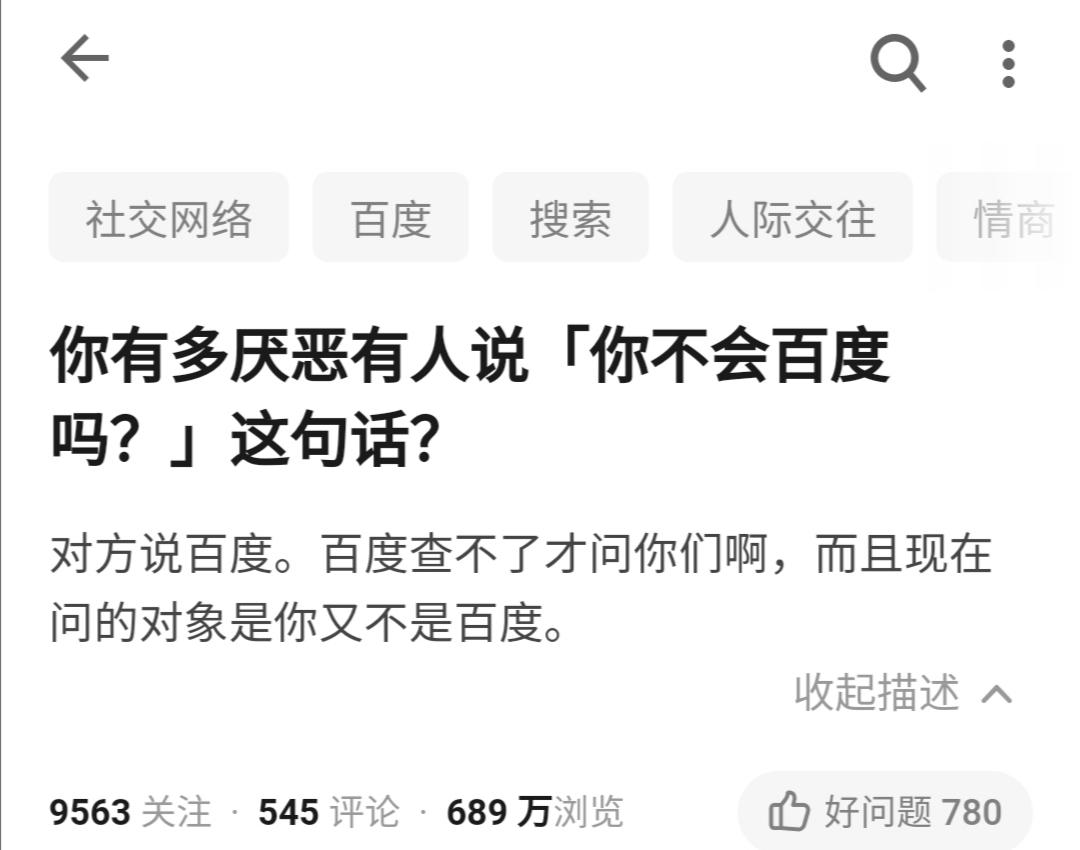 社交网络 百度 搜索 人际交往 情商
你有多厌恶有人说「你不会百度
吗？」这句话？
对方说百度。百度查不了才问你们啊，而且现在
问的对象是你又不是百度。
收起描述
9563 关注 · 545 评论 · 689 万浏览 好问题 780